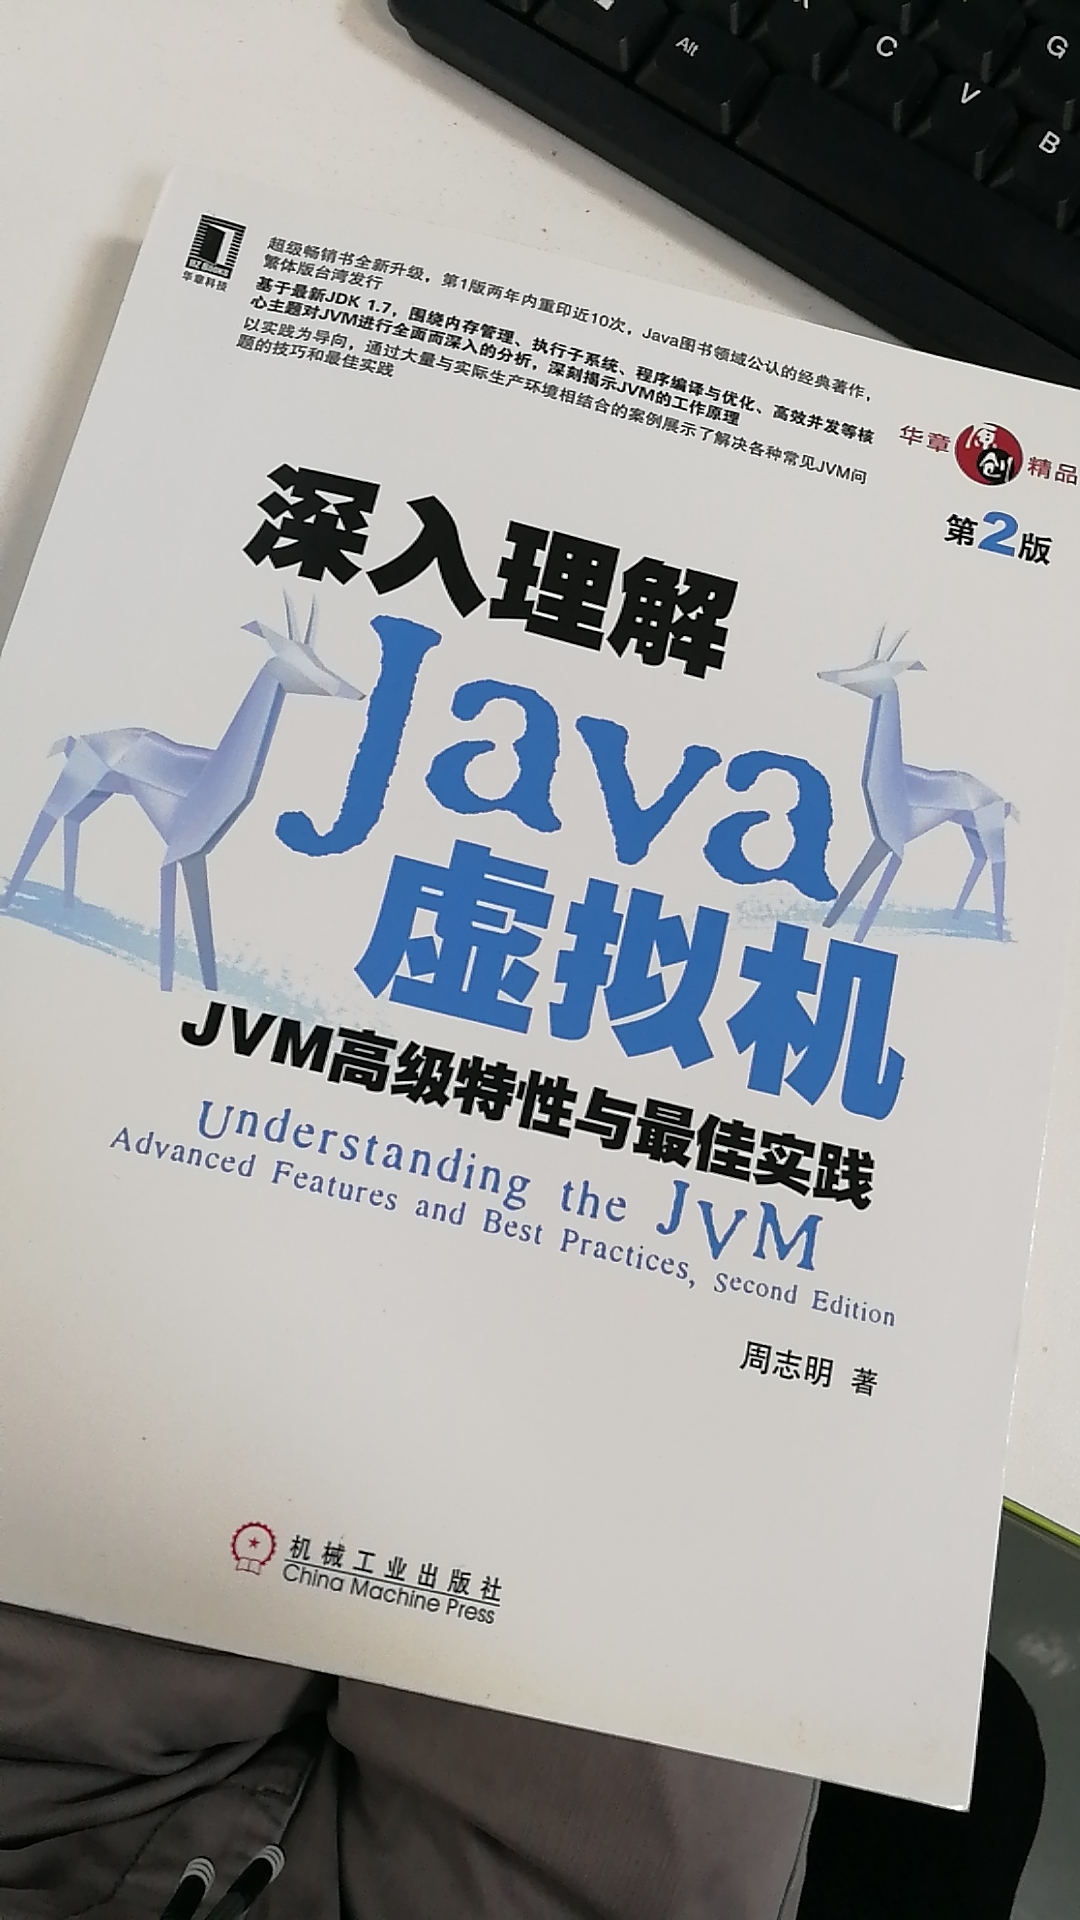 Alt
C
V
B
G
HZ Books
华章科技
超级畅销书全新升级，第1版两年内重印近10次，Java图书领域公认的经典著作，
繁体版台湾发行
基于最新JDK 1.7，围绕内存管理、执行子系统、程序编译与优化、高效并发等核
心主题对JVM进行全面而深入的分析，深刻揭示JVM的工作原理
以实践为导向，通过大量与实际生产环境相结合的案例展示了解决各种常见JVM问
题的技巧和最佳实践
华章 原创 精品
第2版
深入理解
Java
虚拟机
JVM高级特性与最佳实践
Understanding the JVM
Advanced Features and Best Practices, Second Edition
周志明 著
机械工业出版社
China Machine Press